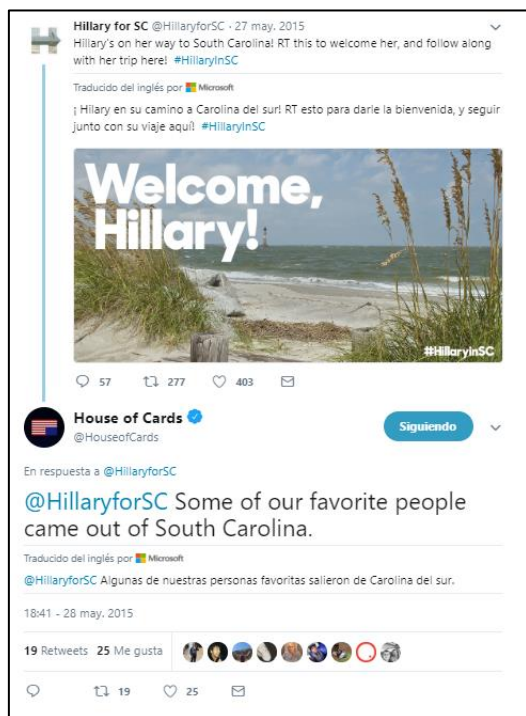 Hillary for SC @HillaryforSC · 27 may. 2015
Hillary's on her way to South Carolina! RT this to welcome her, and follow along
with her trip here! #HillaryInSC
Traducido del inglés por Microsoft
¡ Hilary en su camino a Carolina del sur! RT esto para darle la bienvenida, y seguir
junto con su viaje aquí! #HillaryInSC
Welcome,
Hillary!
#HillaryinSC
57 277 403
House of Cards
@HouseofCards
Siguiendo
En respuesta a @HillaryforSC
@HillaryforSC Some of our favorite people
came out of South Carolina.
Traducido del inglés por Microsoft
@HillaryforSC Algunas de nuestras personas favoritas salieron de Carolina del sur.
18:41 - 28 may. 2015
19 Retweets 25 Me gusta
19 25